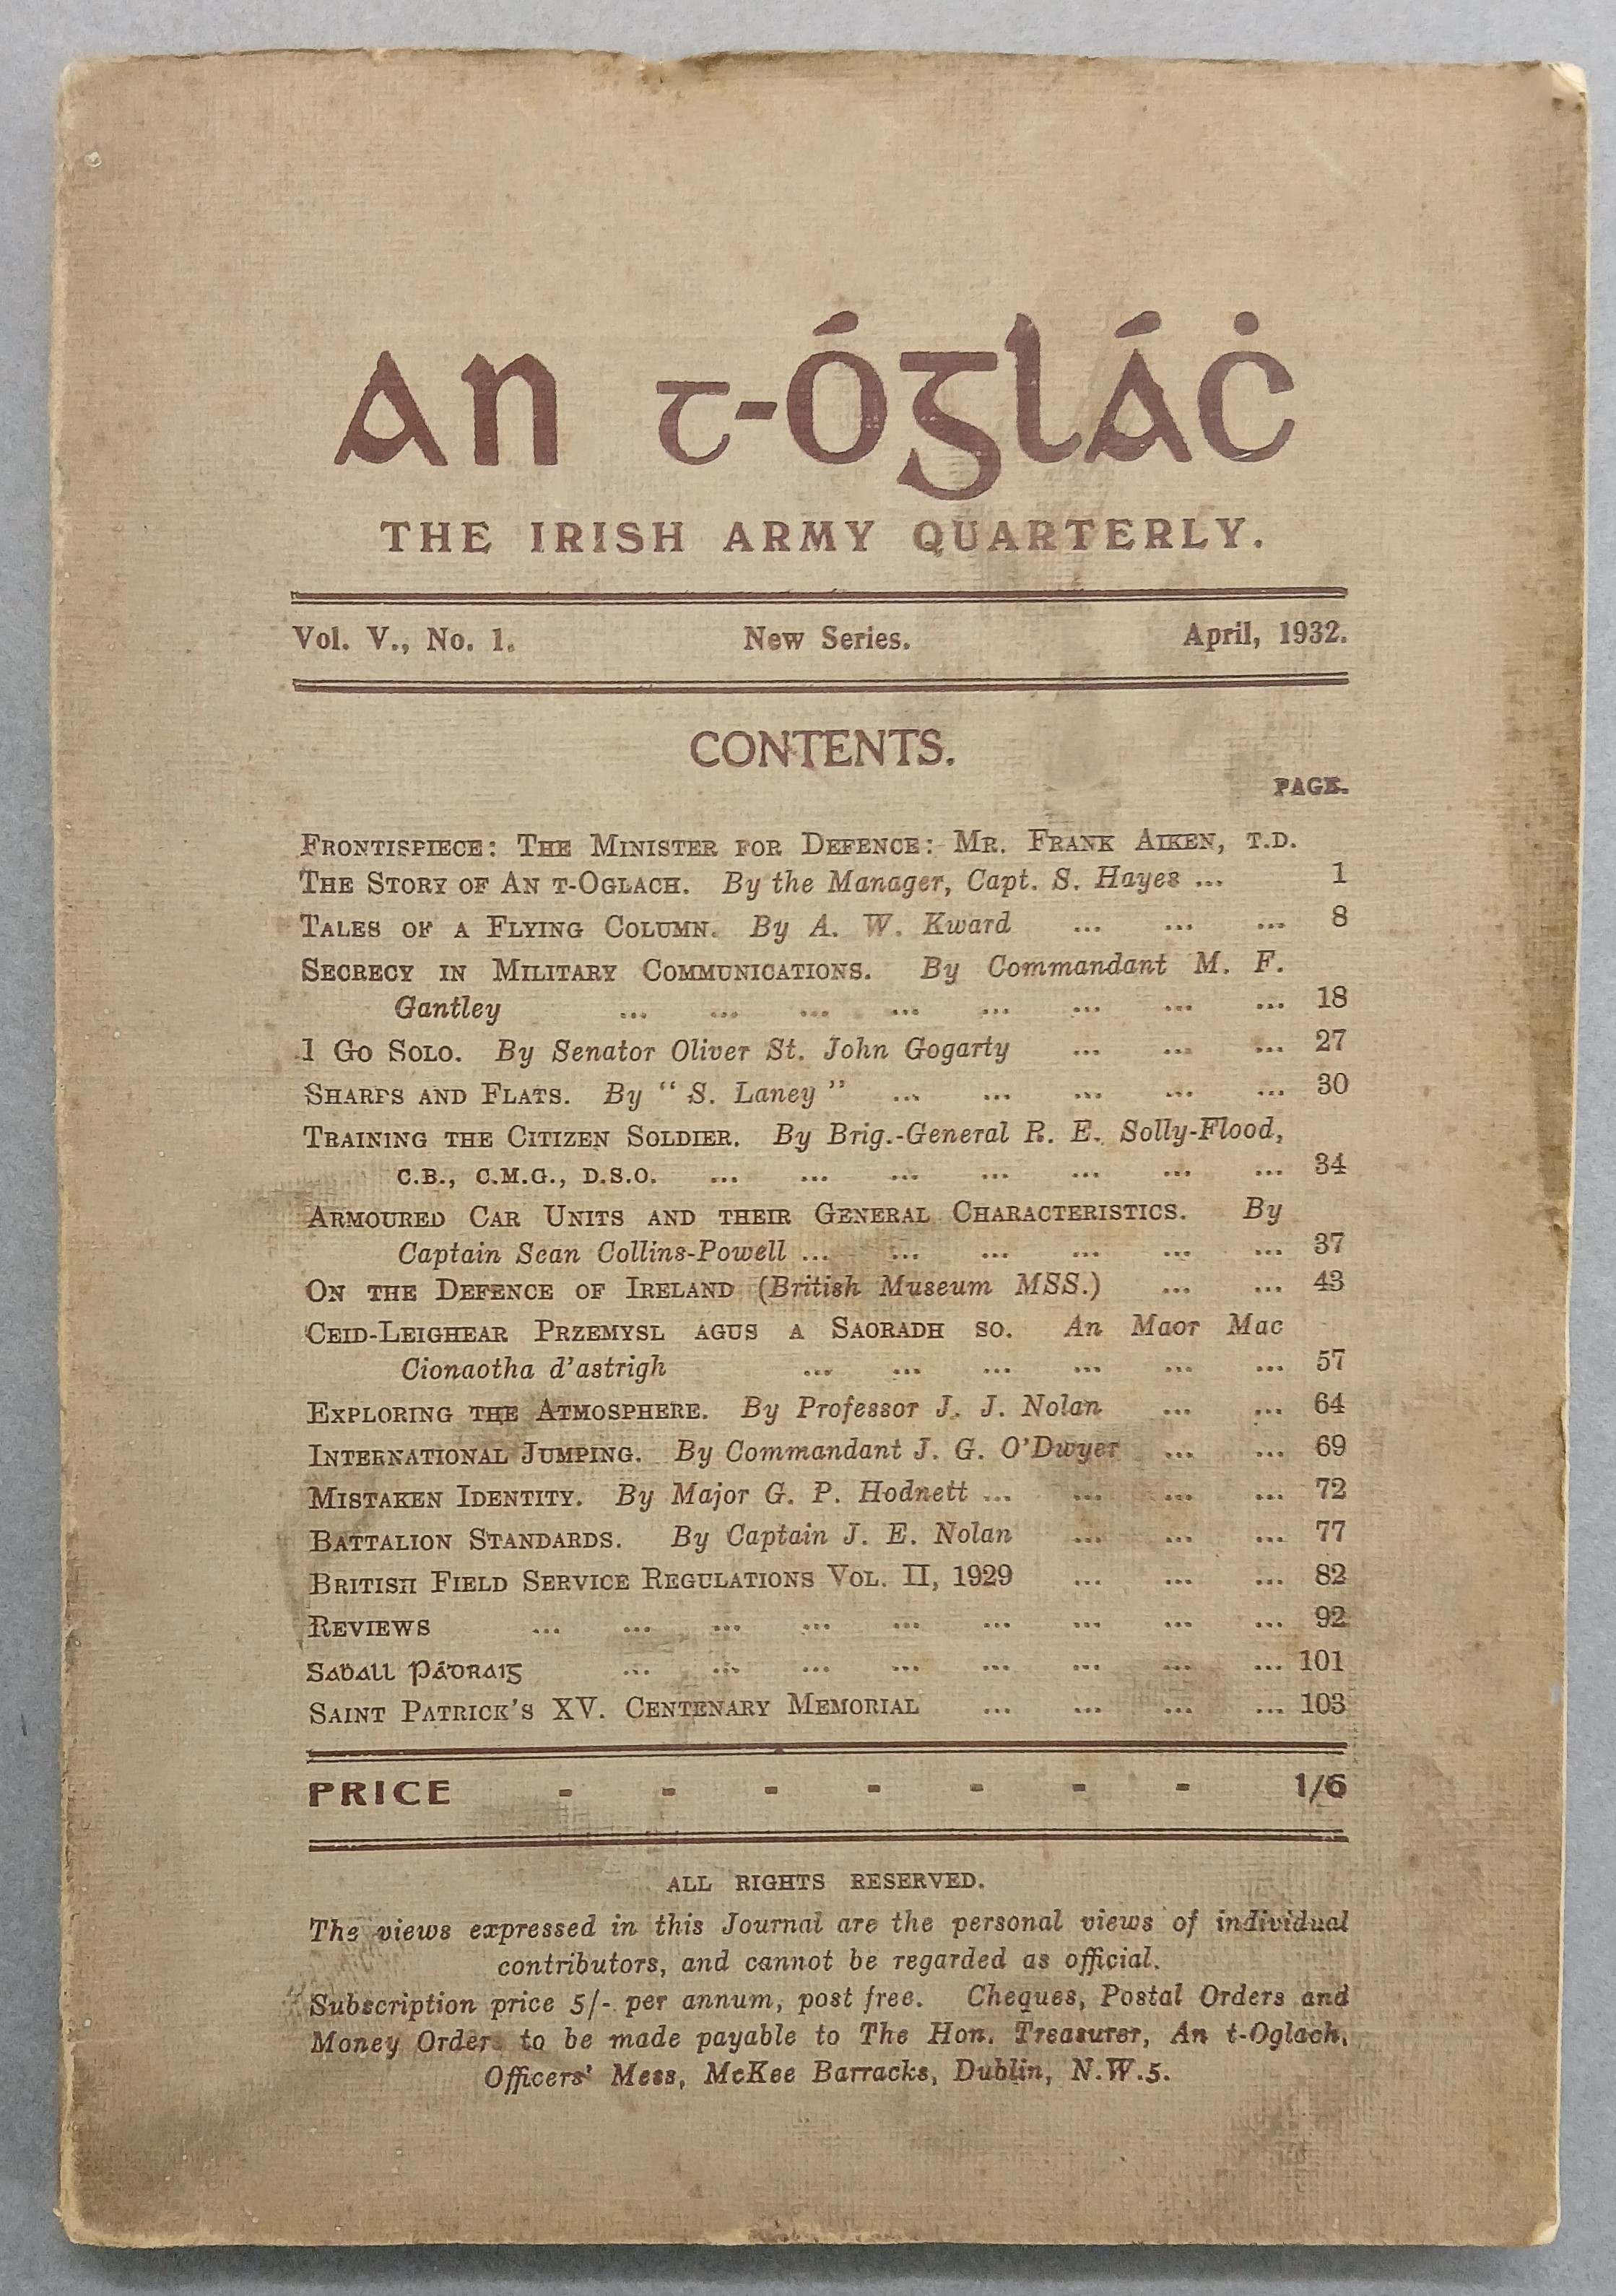 An t-Óglaċ
THE IRISH ARMY QUARTERLY.
Vol. V., No. 1. New Series. April, 1932.
CONTENTS.
PAGE.
FRONTISPIECE: THE MINISTER FOR DEFENCE: MR. FRANK AIKEN, T.D.
THE STORY OF AN T-OGLACH. By the Manager, Capt. S. Hayes ... 1
TALES OF A FLYING COLUMN. By A. W. Kward ... ... ... 8
SECRECY IN MILITARY COMMUNICATIONS. By Commandant M. F.
Gantley ... ... ... ... ... ... ... ... 18
I GO SOLO. By Senator Oliver St. John Gogarty ... ... ... 27
SHARPS AND FLATS. By "S. Laney" ... ... ... ... ... 30
TRAINING THE CITIZEN SOLDIER. By Brig.-General R. E. Solly-Flood,
C.B., C.M.G., D.S.O. ... ... ... ... ... ... ... 34
ARMOURED CAR UNITS AND THEIR GENERAL CHARACTERISTICS. By
Captain Sean Collins-Powell ... ... ... ... ... ... 37
ON THE DEFENCE OF IRELAND (British Museum MSS.) ... ... 43
CEID-LEIGHEAR PRZEMYSL AGUS A SAORADH SO. An Maor Mac
Cionaotha d'astrigh ... ... ... ... ... ... 57
EXPLORING THE ATMOSPHERE. By Professor J. J. Nolan ... ... 64
INTERNATIONAL JUMPING. By Commandant J. G. O'Dwyer ... ... 69
MISTAKEN IDENTITY. By Major G. P. Hodnett ... ... ... ... 72
BATTALION STANDARDS. By Captain J. E. Nolan ... ... ... 77
BRITISH FIELD SERVICE REGULATIONS VOL. II, 1929 ... ... ... 82
REVIEWS ... ... ... ... ... ... ... ... ... 92
Saḃall Pádraig ... ... ... ... ... ... ... ... 101
SAINT PATRICK'S XV. CENTENARY MEMORIAL ... ... ... ... 103
PRICE - - - - - - - 1/6
ALL RIGHTS RESERVED.
The views expressed in this Journal are the personal views of individual
contributors, and cannot be regarded as official.
Subscription price 5/- per annum, post free. Cheques, Postal Orders and
Money Orders to be made payable to The Hon. Treasurer, An t-Oglach,
Officers' Mess, McKee Barracks, Dublin, N.W.5.